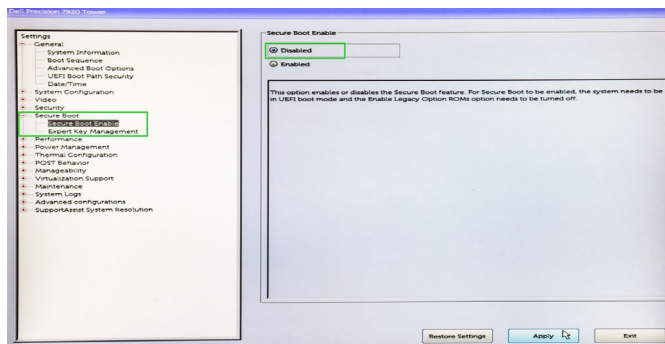 Dell Precision 7920 Tower
Settings
General
System Information
Boot Sequence
Advanced Boot Options
UEFI Boot Path Security
Date/Time
System Configuration
Video
Security
Secure Boot
Secure Boot Enable
Expert Key Management
Performance
Power Management
Thermal Configuration
POST Behavior
Manageability
Virtualization Support
Maintenance
System Logs
Advanced configurations
SupportAssist System Resolution
Secure Boot Enable
Disabled
Enabled
This option enables or disables the Secure Boot feature. For Secure Boot to be enabled, the system needs to be
in UEFI boot mode and the Enable Legacy Option ROMs option needs to be turned off.
Restore Settings
Apply
Exit